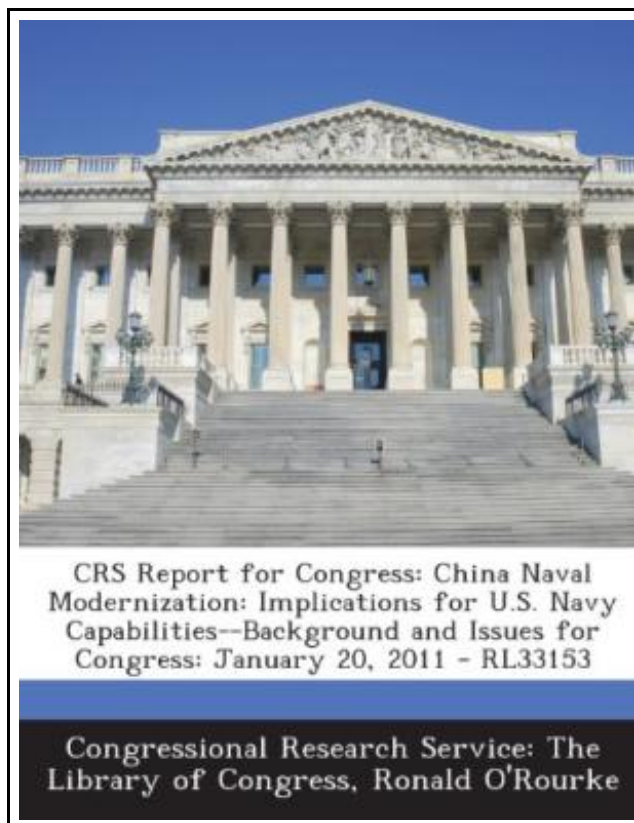 CRS Report for Congress: China Naval
Modernization: Implications for U.S. Navy
Capabilities--Background and Issues for
Congress: January 20, 2011 - RL33153
Congressional Research Service: The
Library of Congress, Ronald O'Rourke